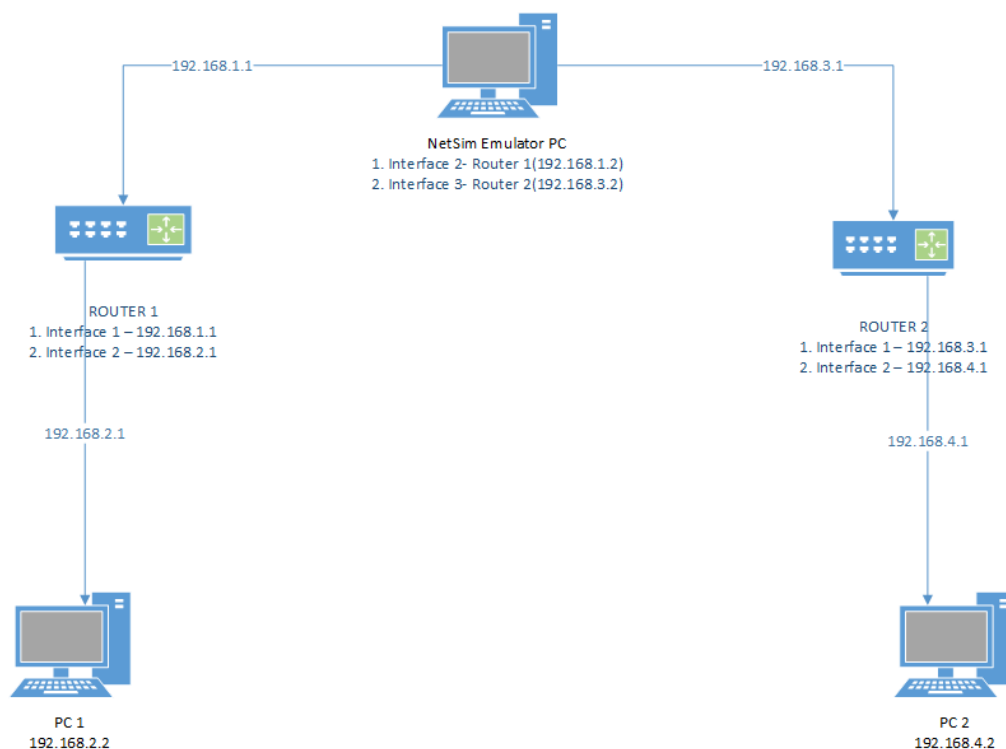 192.168.1.1
192.168.3.1
NetSim Emulator PC
1. Interface 2- Router 1(192.168.1.2)
2. Interface 3- Router 2(192.168.3.2)
ROUTER 1
1. Interface 1 – 192.168.1.1
2. Interface 2 – 192.168.2.1
ROUTER 2
1. Interface 1 – 192.168.3.1
2. Interface 2 – 192.168.4.1
192.168.2.1
192.168.4.1
PC 1
192.168.2.2
PC 2
192.168.4.2